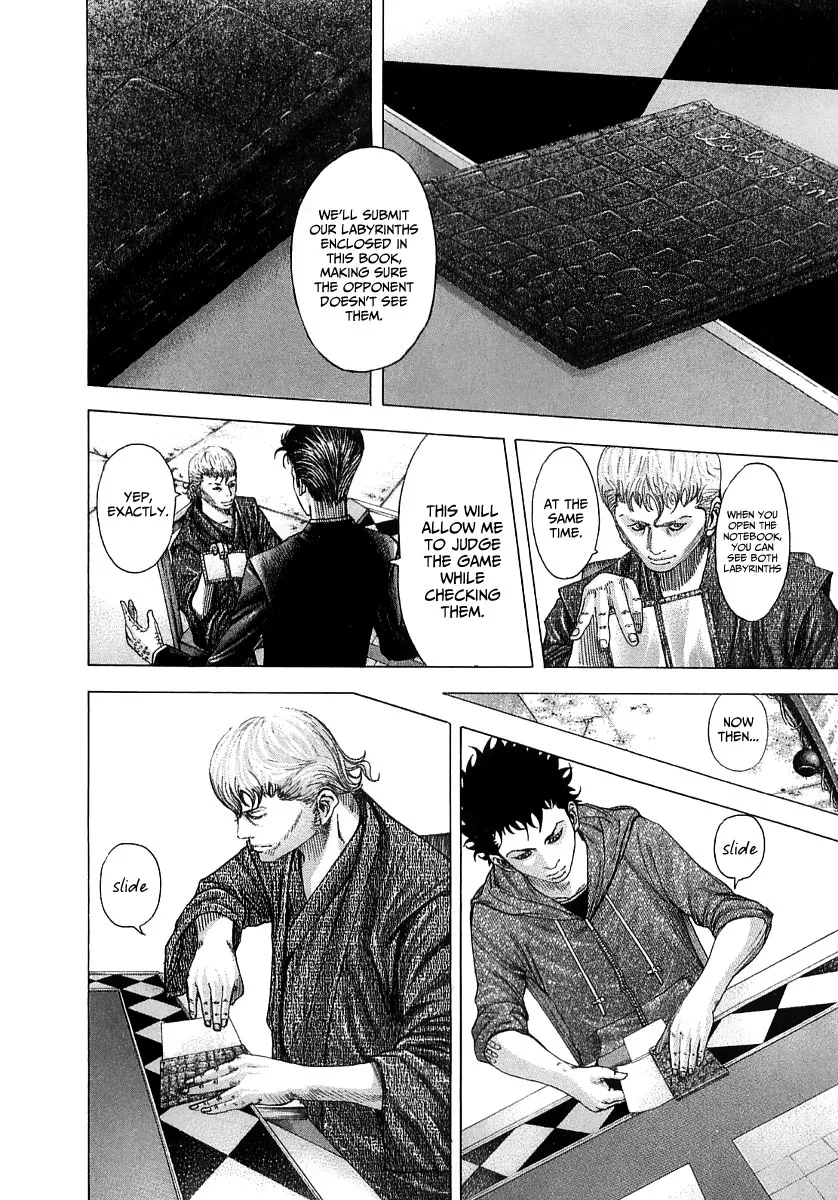 WE'LL SUBMIT
OUR LABYRINTHS
ENCLOSED IN
THIS BOOK,
MAKING SURE
THE OPPONENT
DOESN'T SEE
THEM.
WHEN YOU
OPEN THE
NOTEBOOK,
YOU CAN
SEE BOTH
LABYRINTHS
AT THE
SAME
TIME.
THIS WILL
ALLOW ME
TO JUDGE
THE GAME
WHILE
CHECKING
THEM.
YEP,
EXACTLY.
NOW
THEN...
slide
slide